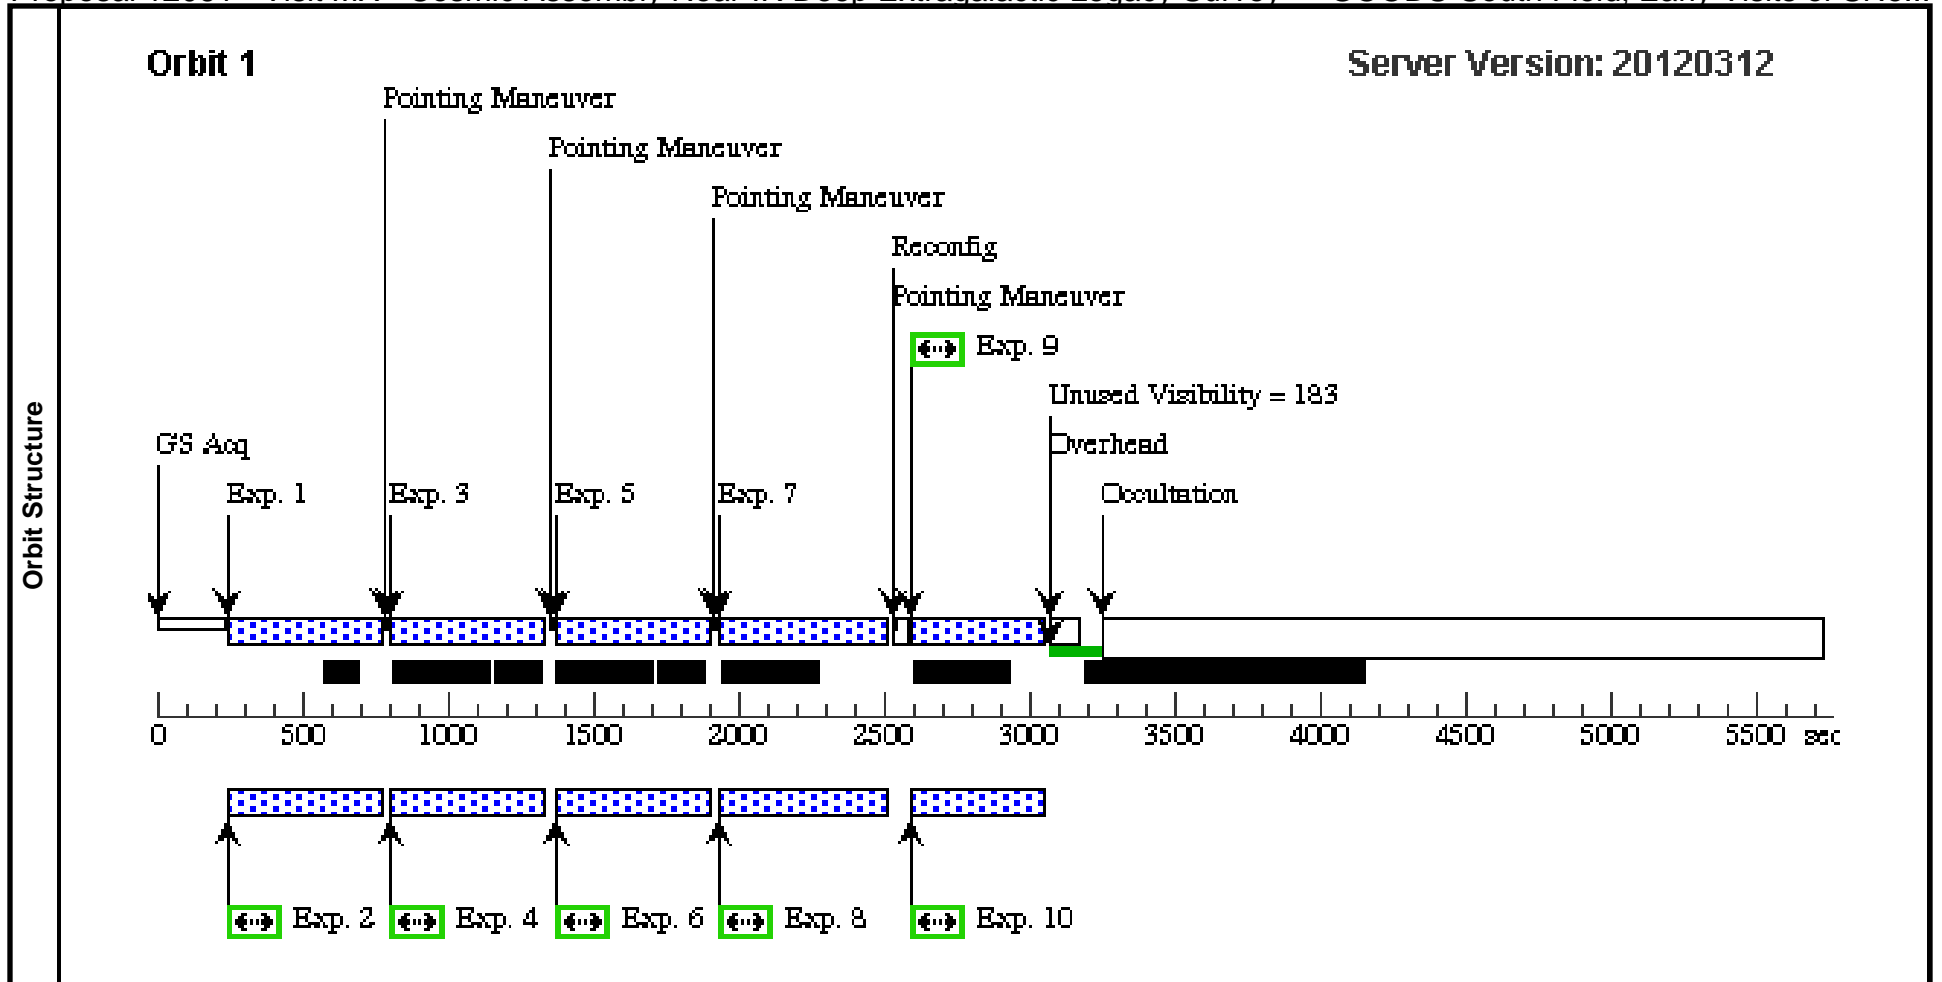 Orbit 1
Server Version: 20120312
Pointing Maneuver
Pointing Maneuver
Pointing Maneuver
Reconfig
Pointing Maneuver
Exp. 9
Unused Visibility = 183
GS Acq
Overhead
Exp. 1
Exp. 3
Exp. 5
Exp. 7
Occultation
Orbit Structure
0 500 1000 1500 2000 2500 3000 3500 4000 4500 5000 5500 sec
Exp. 2
Exp. 4
Exp. 6
Exp. 8
Exp. 10